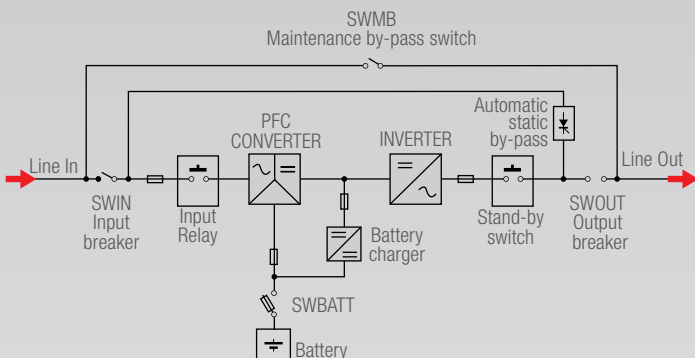 SWMB
Maintenance by-pass switch
Automatic
static
by-pass
PFC
CONVERTER
INVERTER
Line In
Line Out
SWIN
Input
breaker
Input
Relay
Battery
charger
Stand-by
switch
SWOUT
Output
breaker
SWBATT
Battery